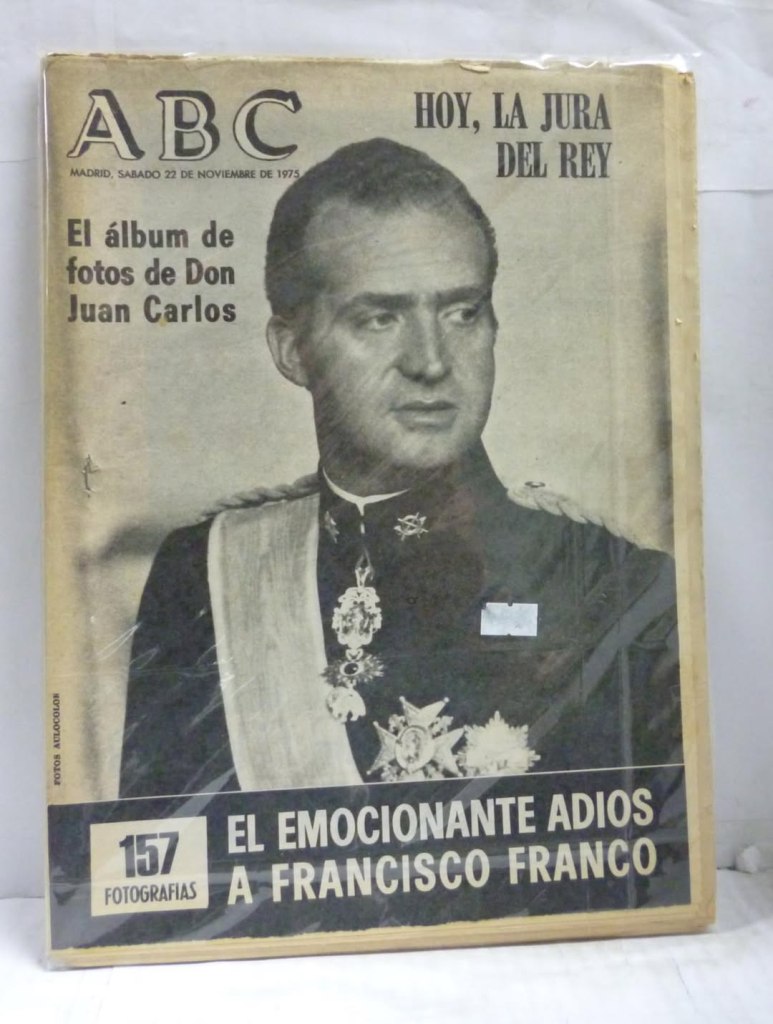 ABC
MADRID, SABADO 22 DE NOVIEMBRE DE 1975
HOY, LA JURA
DEL REY
El álbum de
fotos de Don
Juan Carlos
FOTOS AULOCOLOR
157
FOTOGRAFIAS
EL EMOCIONANTE ADIOS
A FRANCISCO FRANCO